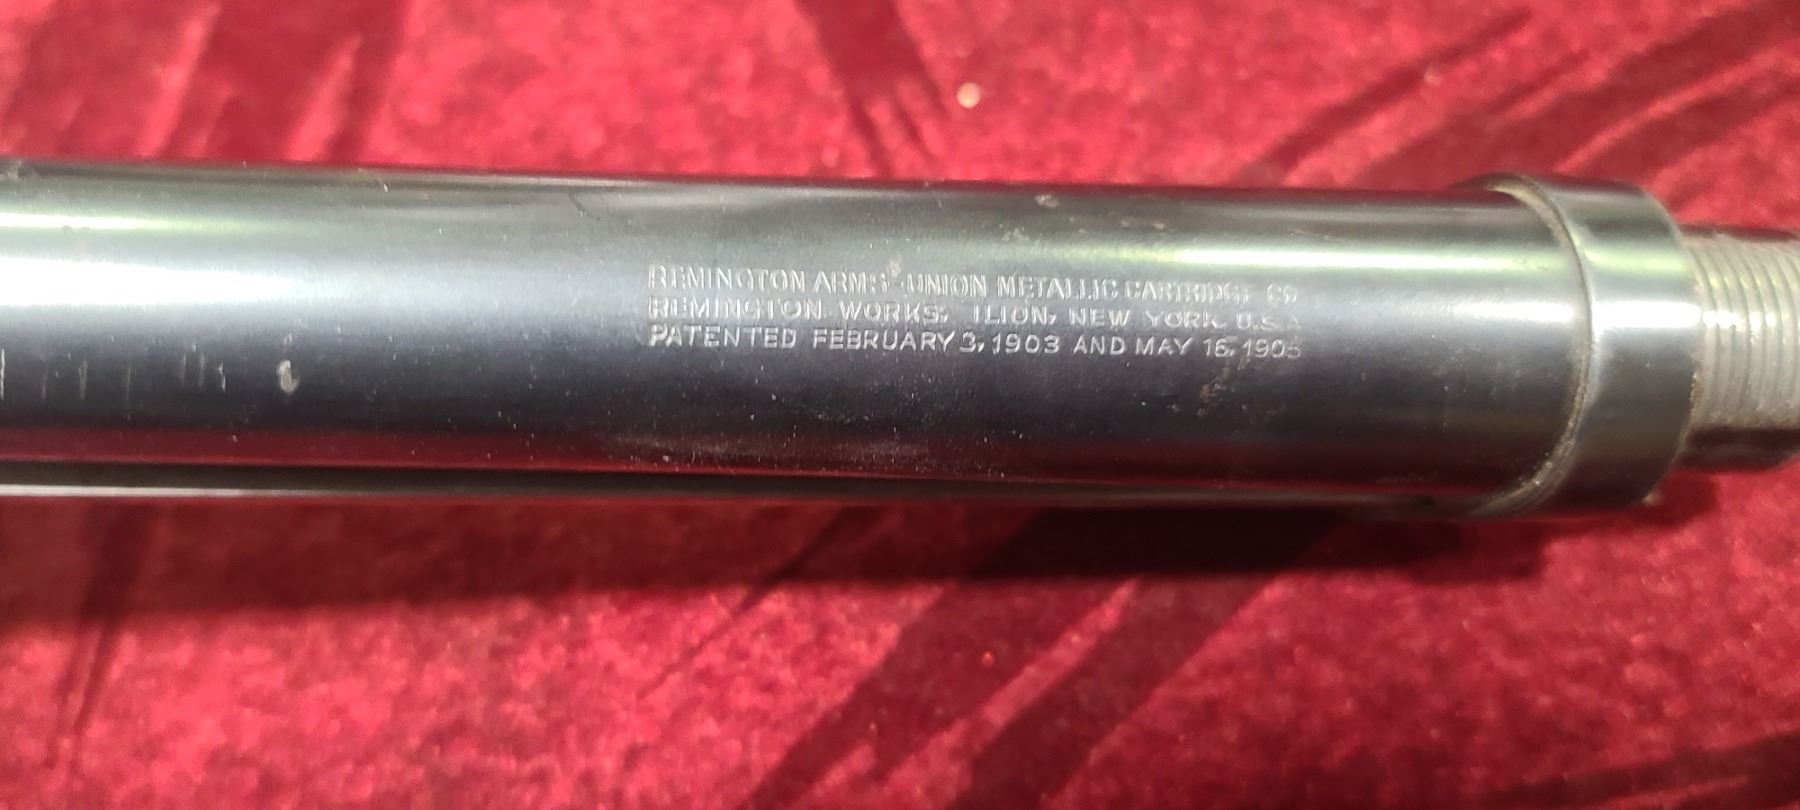 REMINGTON ARMS-UNION METALLIC CARTRIDGE CO
REMINGTON WORKS, ILION, NEW YORK. U.S.A
PATENTED FEBRUARY 3, 1903 AND MAY 16, 1905